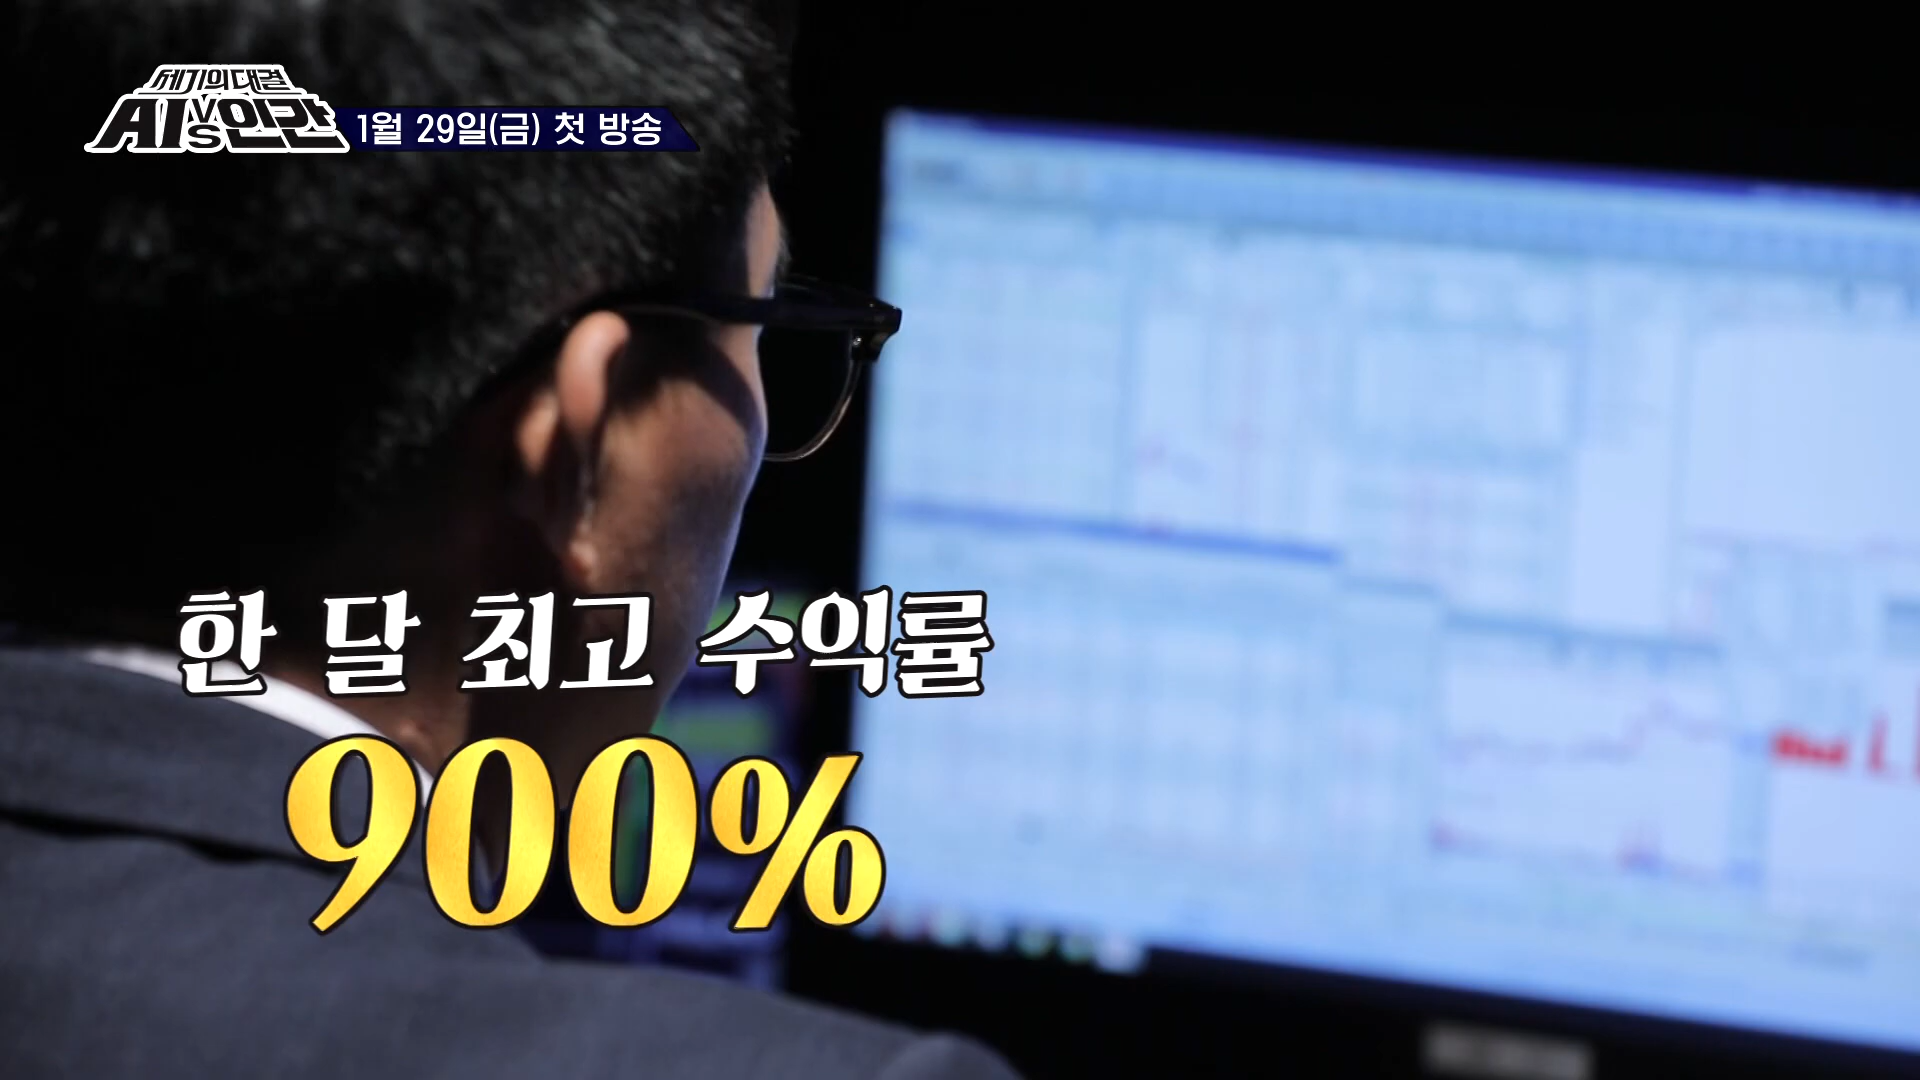 세기의 대결
AI VS 인간
1월 29일(금) 첫 방송
한 달 최고 수익률
900%